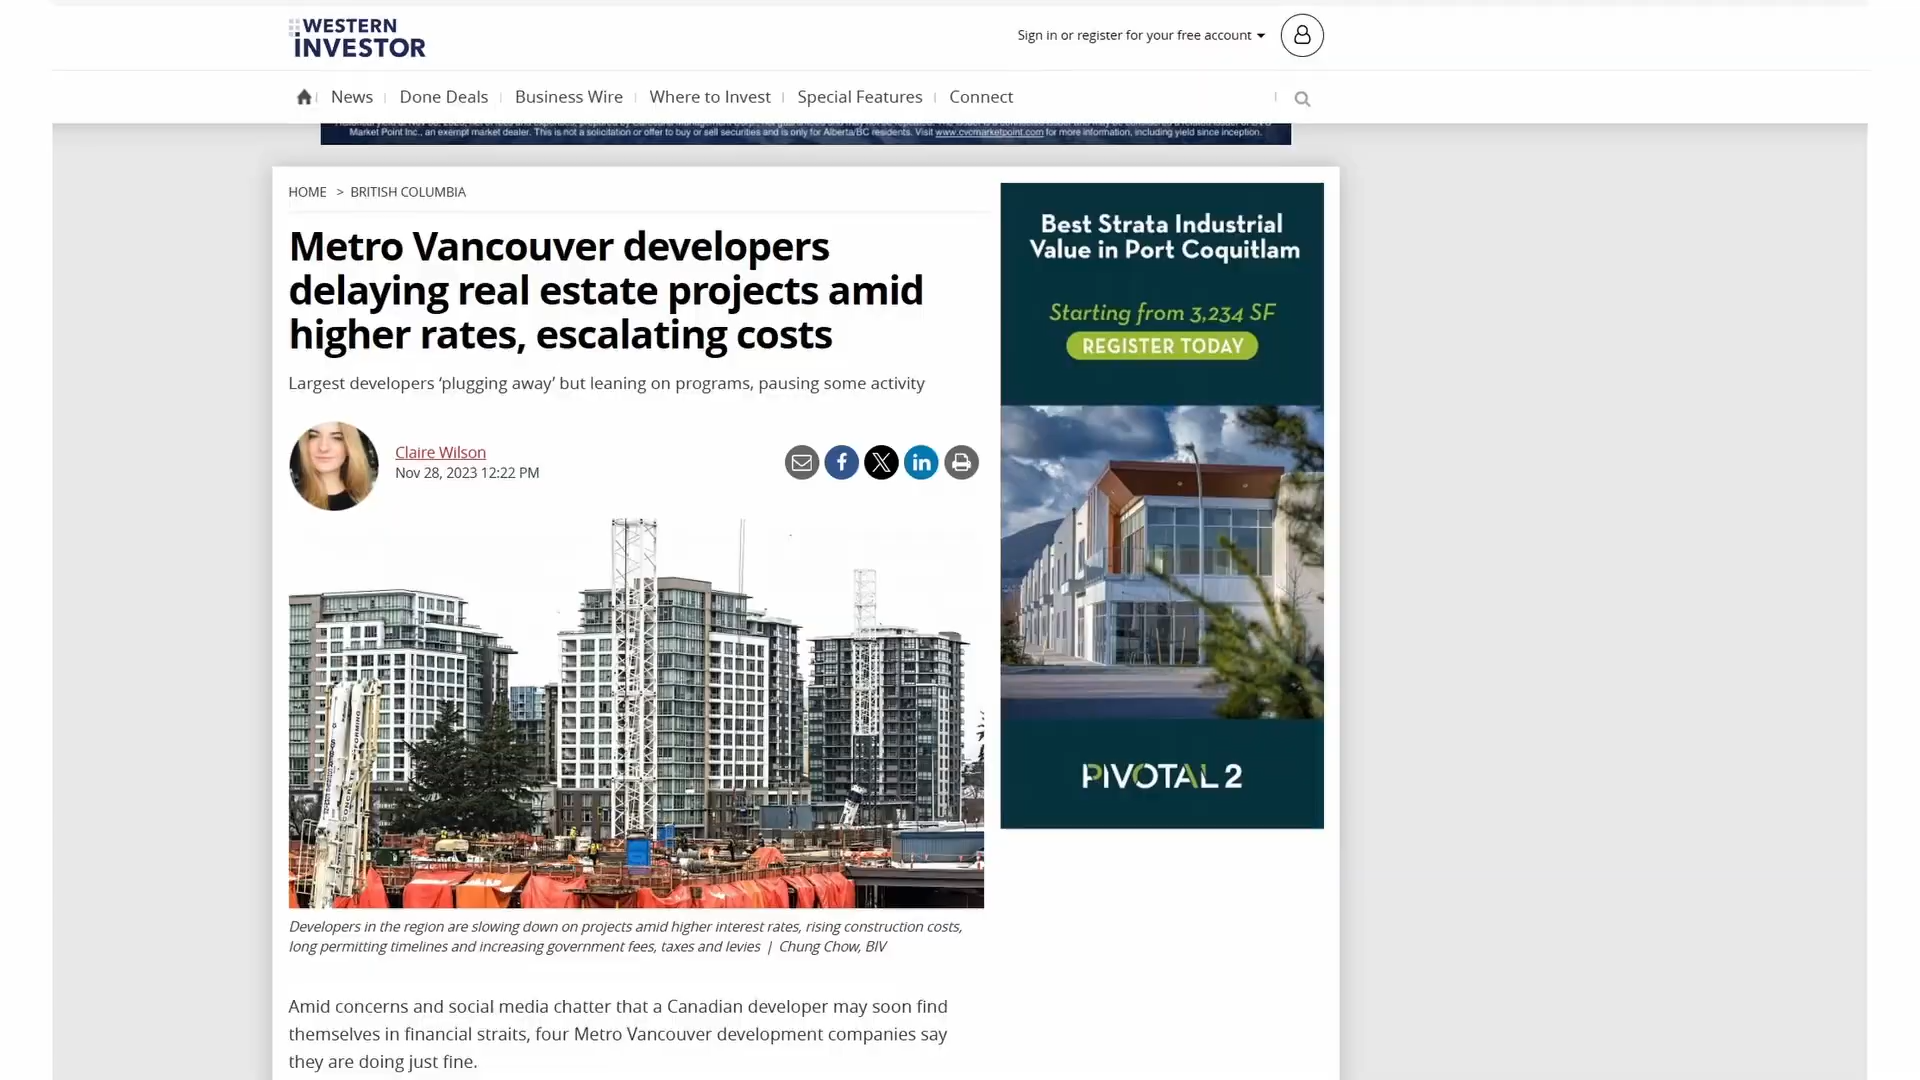 WESTERN
INVESTOR
Sign in or register for your free account
News
Done Deals
Business Wire
Where to Invest
Special Features
Connect
Market Point Inc., an exempt market dealer. This is not a solicitation or offer to buy or sell securities and is only for Alberta/BC residents. Visit www.cvcmarketpoint.com for more information, including yield since inception.
HOME > BRITISH COLUMBIA
Metro Vancouver developers
delaying real estate projects amid
higher rates, escalating costs
Largest developers ‘plugging away’ but leaning on programs, pausing some activity
Claire Wilson
Nov 28, 2023 12:22 PM
Developers in the region are slowing down on projects amid higher interest rates, rising construction costs,
long permitting timelines and increasing government fees, taxes and levies | Chung Chow, BIV
Amid concerns and social media chatter that a Canadian developer may soon find
themselves in financial straits, four Metro Vancouver development companies say
they are doing just fine.
Best Strata Industrial
Value in Port Coquitlam
Starting from 3,234 SF
REGISTER TODAY
PIVOTAL 2